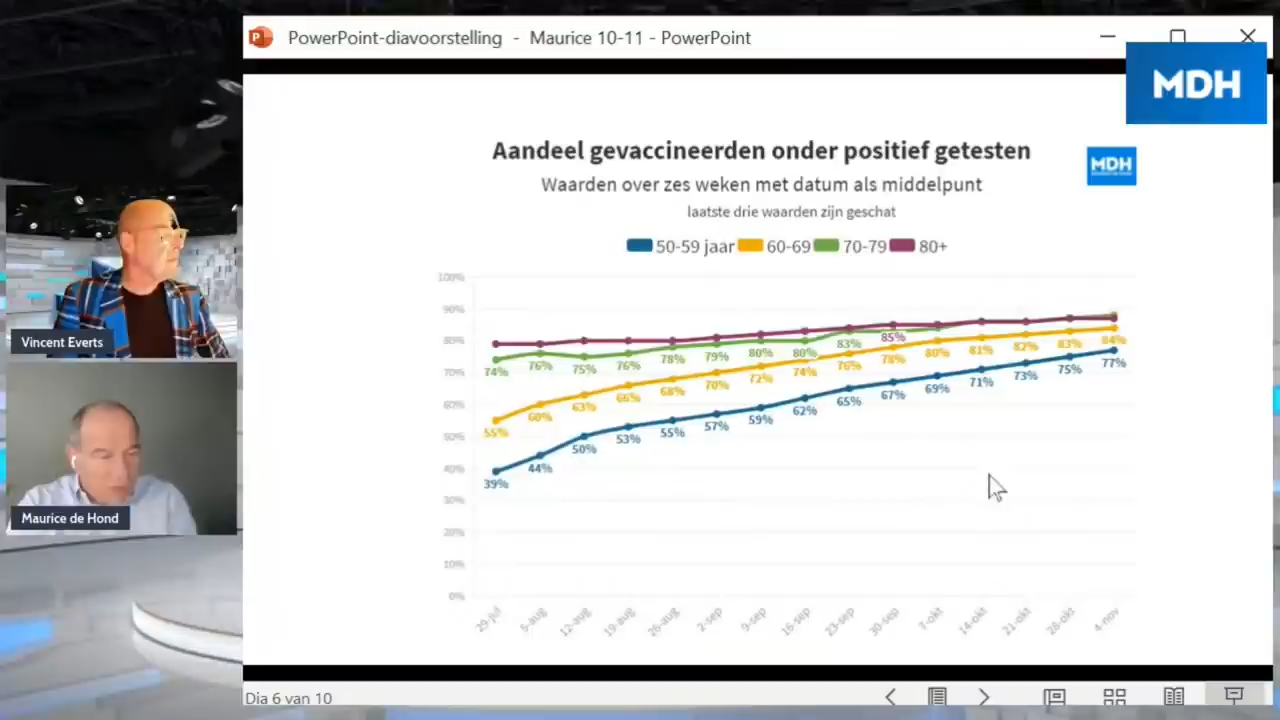 PowerPoint-diavoorstelling - Maurice 10-11 - PowerPoint
MDH
Aandeel gevaccineerden onder positief getesten
MDH
Waarden over zes weken met datum als middelpunt
laatste drie waarden zijn geschat
50-59 jaar 60-69 70-79 80+
100%
90%
80%
70%
60%
50%
40%
30%
20%
10%
0%
74% 76% 75% 76% 78% 79% 80% 80% 83% 85%
55% 60% 63% 66% 68% 70% 72% 74% 76% 78% 80% 81% 82% 83% 84%
39% 44% 50% 53% 55% 57% 59% 62% 65% 67% 69% 71% 73% 75% 77%
29-jul 5-aug 12-aug 19-aug 26-aug 2-sep 9-sep 16-sep 23-sep 30-sep 7-okt 14-okt 21-okt 28-okt 4-nov
Vincent Everts
Maurice de Hond
Dia 6 van 10